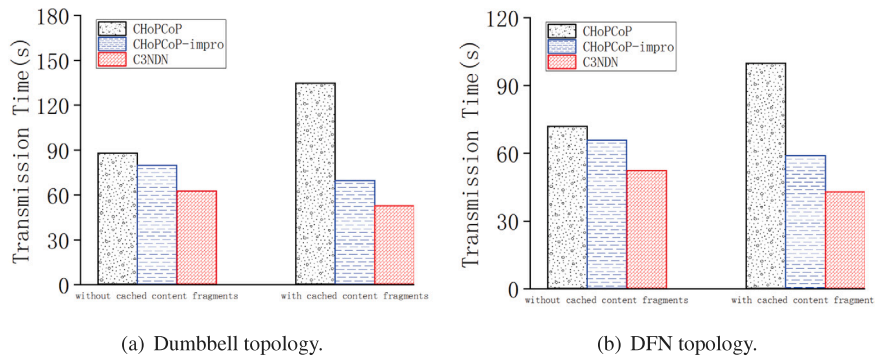 180
150
120
90
60
30
0
Transmission Time(s)
CHoPCoP
CHoPCoP-impro
C3NDN
without cached content fragments
with cached content fragments
(a) Dumbbell topology.
120
90
60
30
0
Transmission Time(s)
CHoPCoP
CHoPCoP-impro
C3NDN
without cached content fragments
with cached content fragment
(b) DFN topology.